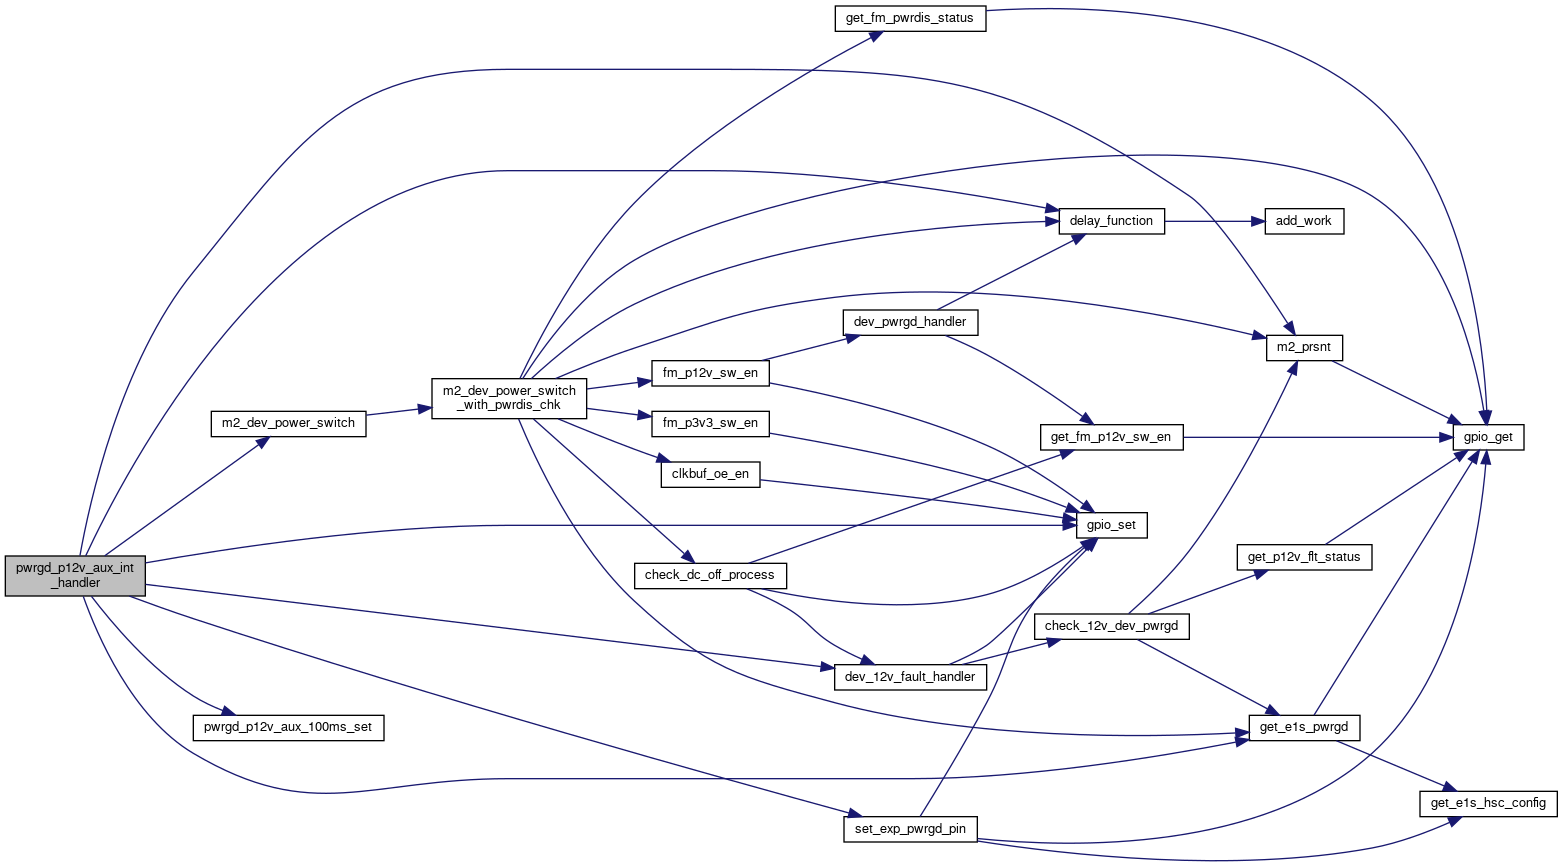 get_fm_pwrdis_status
delay_function
add_work
dev_pwrgd_handler
m2_prsnt
fm_p12v_sw_en
m2_dev_power_switch
_with_pwrdis_chk
m2_dev_power_switch
fm_p3v3_sw_en
get_fm_p12v_sw_en
gpio_get
clkbuf_oe_en
gpio_set
get_p12v_flt_status
pwrgd_p12v_aux_int
_handler
check_dc_off_process
check_12v_dev_pwrgd
dev_12v_fault_handler
pwrgd_p12v_aux_100ms_set
get_e1s_pwrgd
get_e1s_hsc_config
set_exp_pwrgd_pin